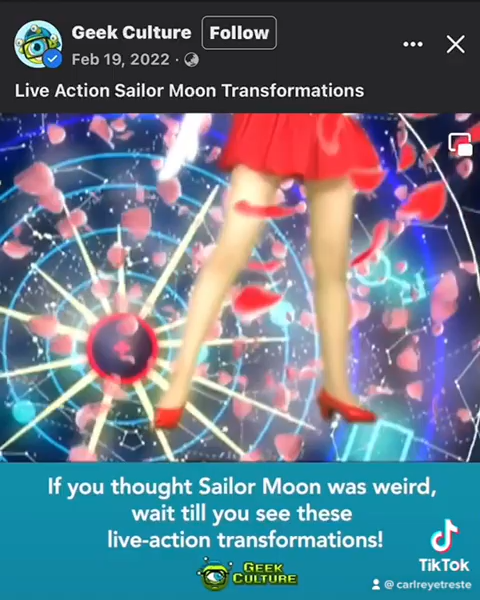 Geek Culture
Follow
Feb 19, 2022 ·
Live Action Sailor Moon Transformations
If you thought Sailor Moon was weird,
wait till you see these
live-action transformations!
GEEK
CULTURE
TikTok
@ carlreyetreste